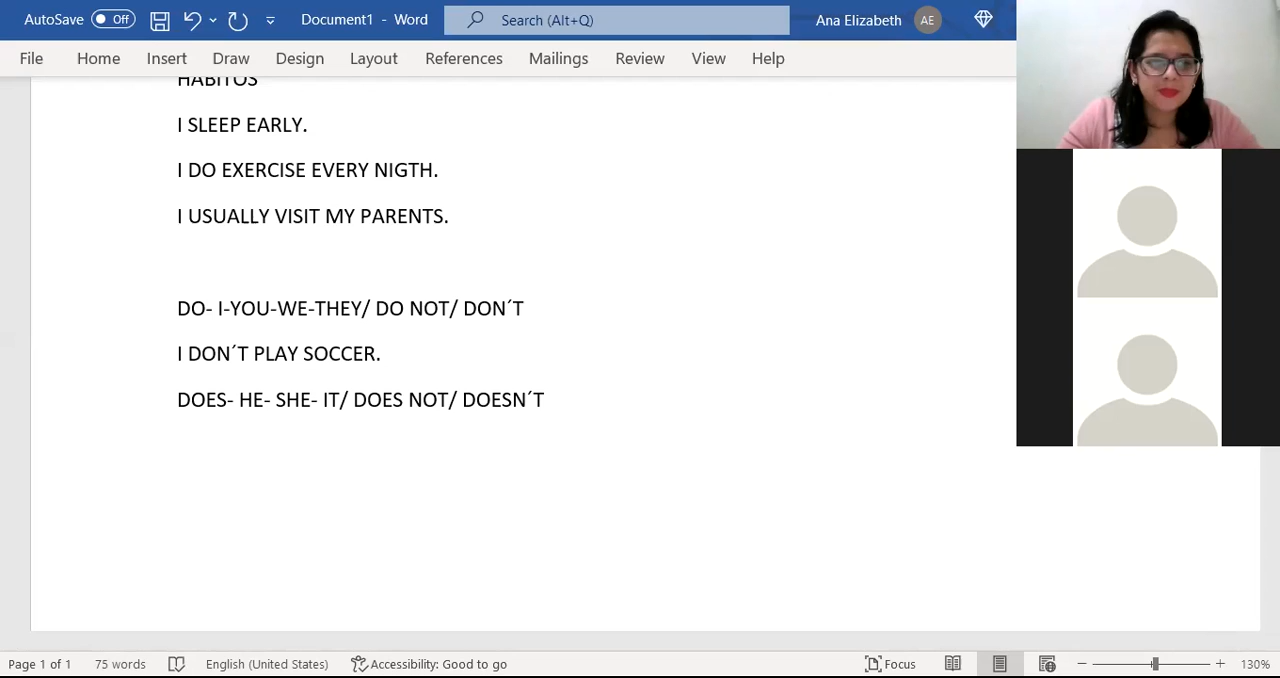 AutoSave Off Document1 - Word Search (Alt+Q) Ana Elizabeth AE
File Home Insert Draw Design Layout References Mailings Review View Help
HABITOS
I SLEEP EARLY.
I DO EXERCISE EVERY NIGTH.
I USUALLY VISIT MY PARENTS.
DO- I-YOU-WE-THEY/ DO NOT/ DON´T
I DON´T PLAY SOCCER.
DOES- HE- SHE- IT/ DOES NOT/ DOESN´T
Page 1 of 1 75 words English (United States) Accessibility: Good to go Focus 130%